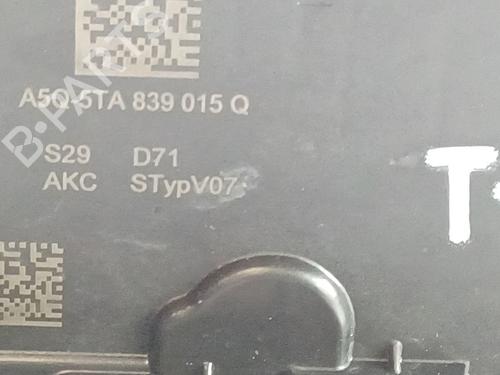 A5Q-5TA 839 015 Q
S29 D71
AKC STypV07
T
B-PARTS